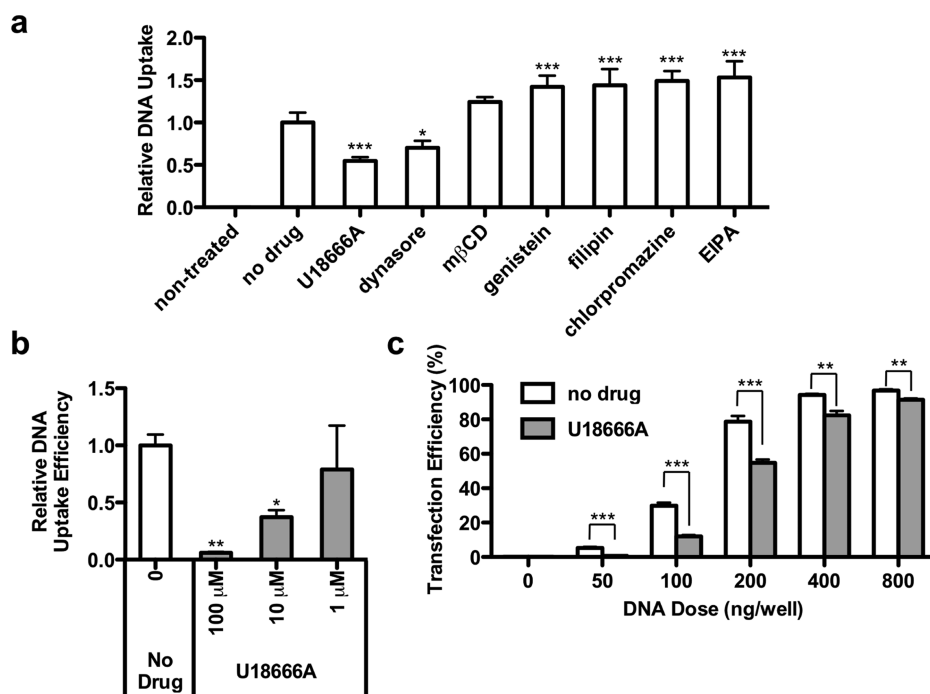 a
Relative DNA Uptake
2.0
1.5
1.0
0.5
0.0
***
*
***
***
***
***
non-treated
no drug
U18666A
dynasore
mβCD
genistein
filipin
chlorpromazine
EIPA
b
Relative DNA
Uptake Efficiency
1.5
1.0
0.5
0.0
**
*
0
100 μM
10 μM
1 μM
No
Drug
U18666A
c
Transfection Efficiency (%)
100
80
60
40
20
0
no drug
U18666A
***
***
***
**
**
0
50
100
200
400
800
DNA Dose (ng/well)